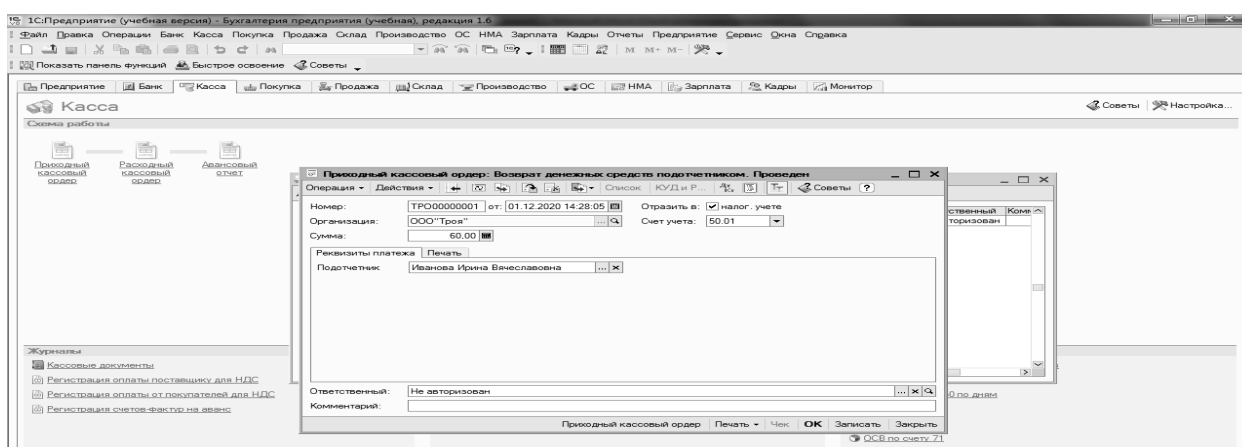 1С:Предприятие (учебная версия) - Бухгалтерия предприятия (учебная), редакция 1.6
Файл Правка Операции Банк Касса Покупка Продажа Склад Производство ОС НМА Зарплата Кадры Отчеты Предприятие Сервис Окна Справка
M M+ M-
Показать панель функций Быстрое освоение Советы
Предприятие Банк Касса Покупка Продажа Склад Производство ОС НМА Зарплата Кадры Монитор
Касса
Советы Настройка...
Схема работы
Приходный кассовый ордер
Расходный кассовый ордер
Авансовый отчет
Приходный кассовый ордер: Возврат денежных средств подотчетником. Проведен
Операция Действия Список КУДиР... Советы ?
Номер: ТРО00000001 от: 01.12.2020 14:28:05 Отразить в: налог. учете
Организация: ООО"Троя" ... Счет учета: 50.01
Сумма: 60,00
Реквизиты платежа Печать
Подотчетник Иванова Ирина Вячеславовна ...
Ответственный: Не авторизован ...
Комментарий:
Приходный кассовый ордер Печать Чек OK Записать Закрыть
ственный Комм
торизован
Журналы
Кассовые документы
Регистрация оплаты поставщику для НДС
Регистрация оплаты от покупателей для НДС
Регистрация счетов-фактур на аванс
0 по дням
ОСВ по счету 71